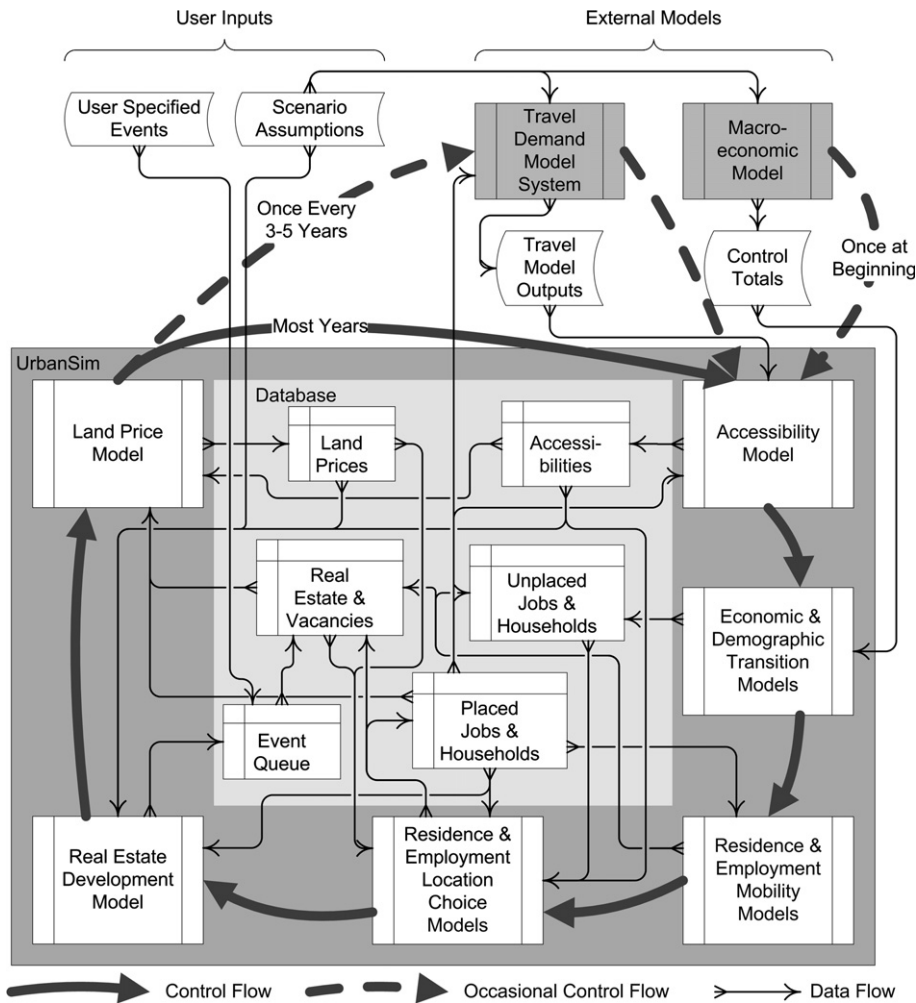 User Inputs
External Models
User Specified
Events
Scenario
Assumptions
Travel
Demand
Model
System
Macro-
economic
Model
Once Every
3-5 Years
Travel
Model
Outputs
Control
Totals
Once at
Beginning
Most Years
UrbanSim
Land Price
Model
Database
Land
Prices
Accessi-
bilities
Accessibility
Model
Real
Estate &
Vacancies
Unplaced
Jobs &
Households
Economic &
Demographic
Transition
Models
Placed
Jobs &
Households
Event
Queue
Real Estate
Development
Model
Residence &
Employment
Location
Choice
Models
Residence &
Employment
Mobility
Models
Control Flow
Occasional Control Flow
Data Flow